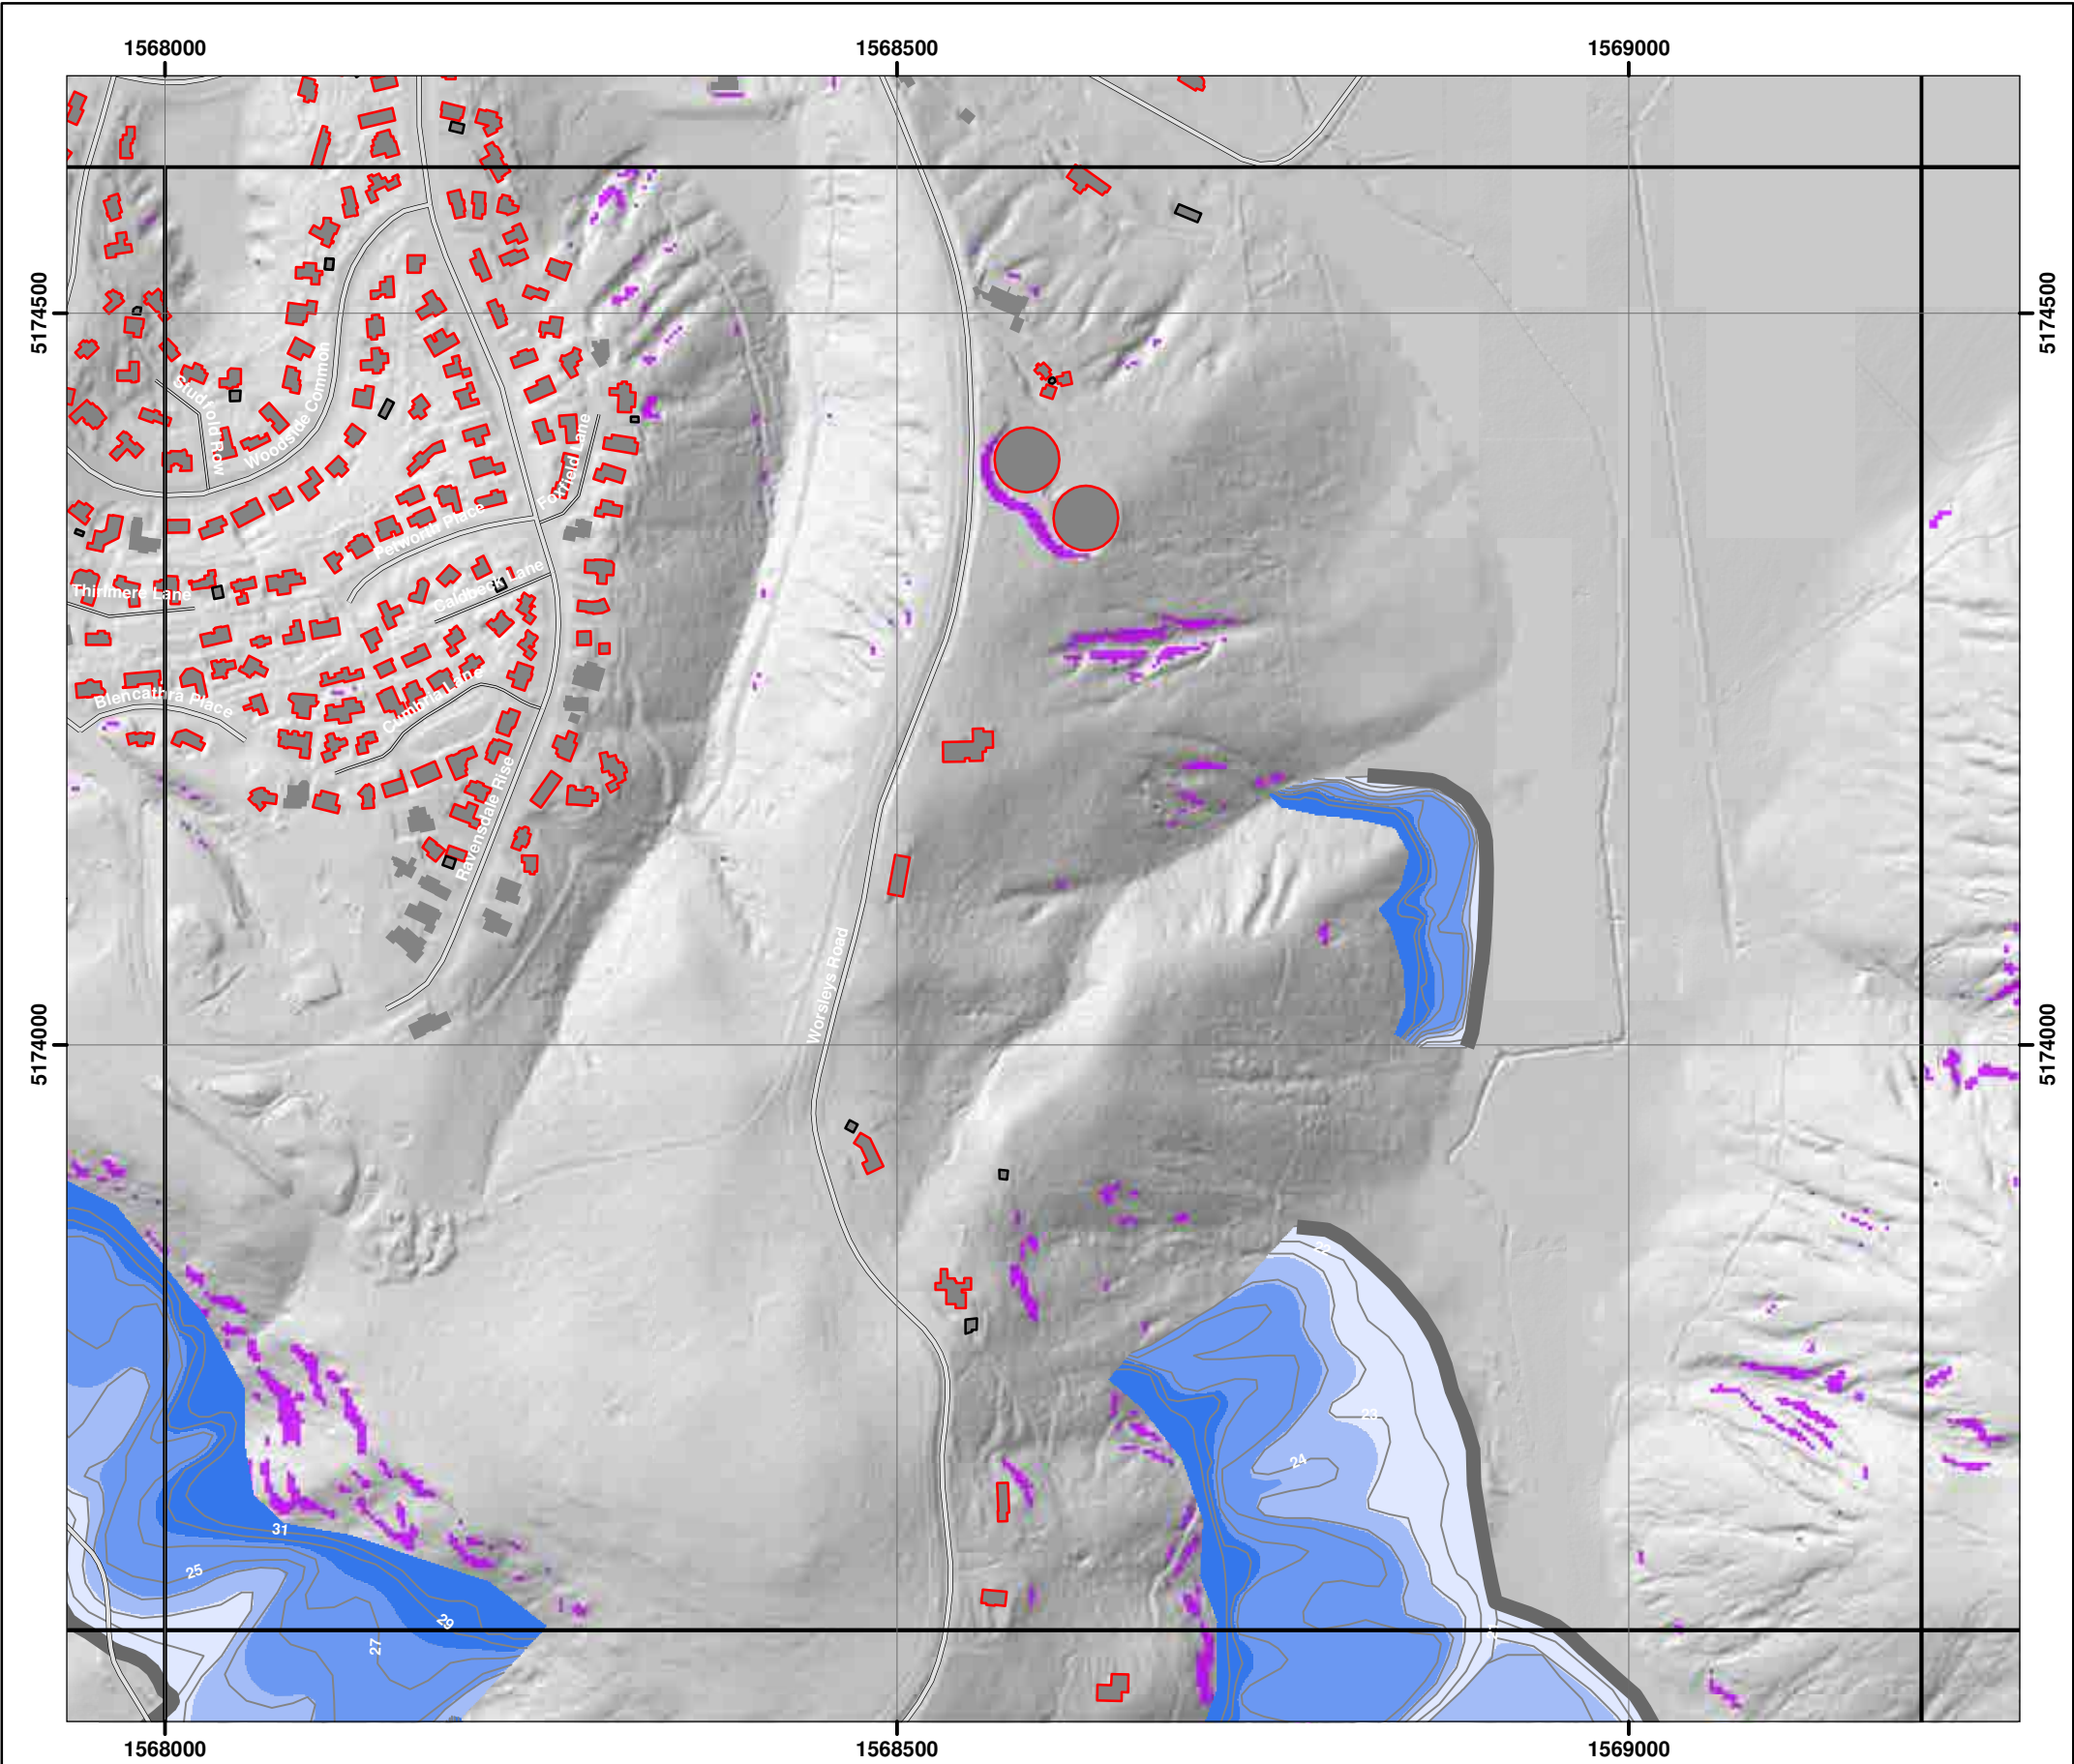 1568000 1568500 1569000
5174500 5174500
Studfold Row
Woodside Common
Foxfield Lane
Petworth Place
Caldbeck Lane
Thirlmere Lane
Cumbria Lane
Blencathra Place
Ravensdale Rise
Worsleys Road
5174000 5174000
22
23
24
31
25
29
27
1568000 1568500 1569000